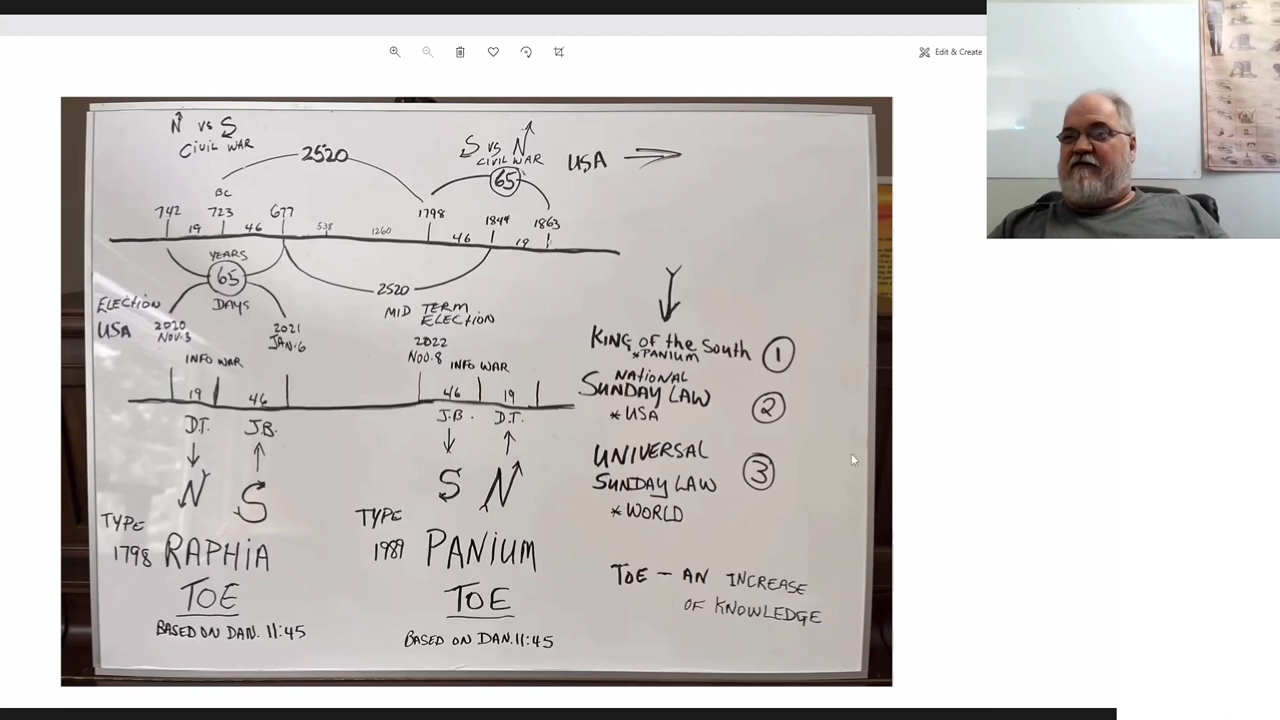 Edit & Create
N vs S
CIVIL WAR
2520
S vs N
CIVIL WAR
65
USA
BC
742
723
677
1798
1844
1863
19
46
538
1260
46
19
YEARS
65
DAYS
2520
ELECTION
USA
2020
NOV.3
2021
JAN.6
MID TERM
ELECTION
2022
NOV.8
INFO WAR
INFO WAR
19
46
46
19
D.T.
J.B.
J.B.
D.T.
N
S
S
N
TYPE
1798
RAPHIA
TOE
BASED ON DAN. 11:45
TYPE
1989
PANIUM
TOE
BASED ON DAN. 11:45
KING OF the SOUTH
*PANIUM
1
NATIONAL
SUNDAY LAW
* USA
2
UNIVERSAL
SUNDAY LAW
* WORLD
3
TOE - AN INCREASE
OF KNOWLEDGE